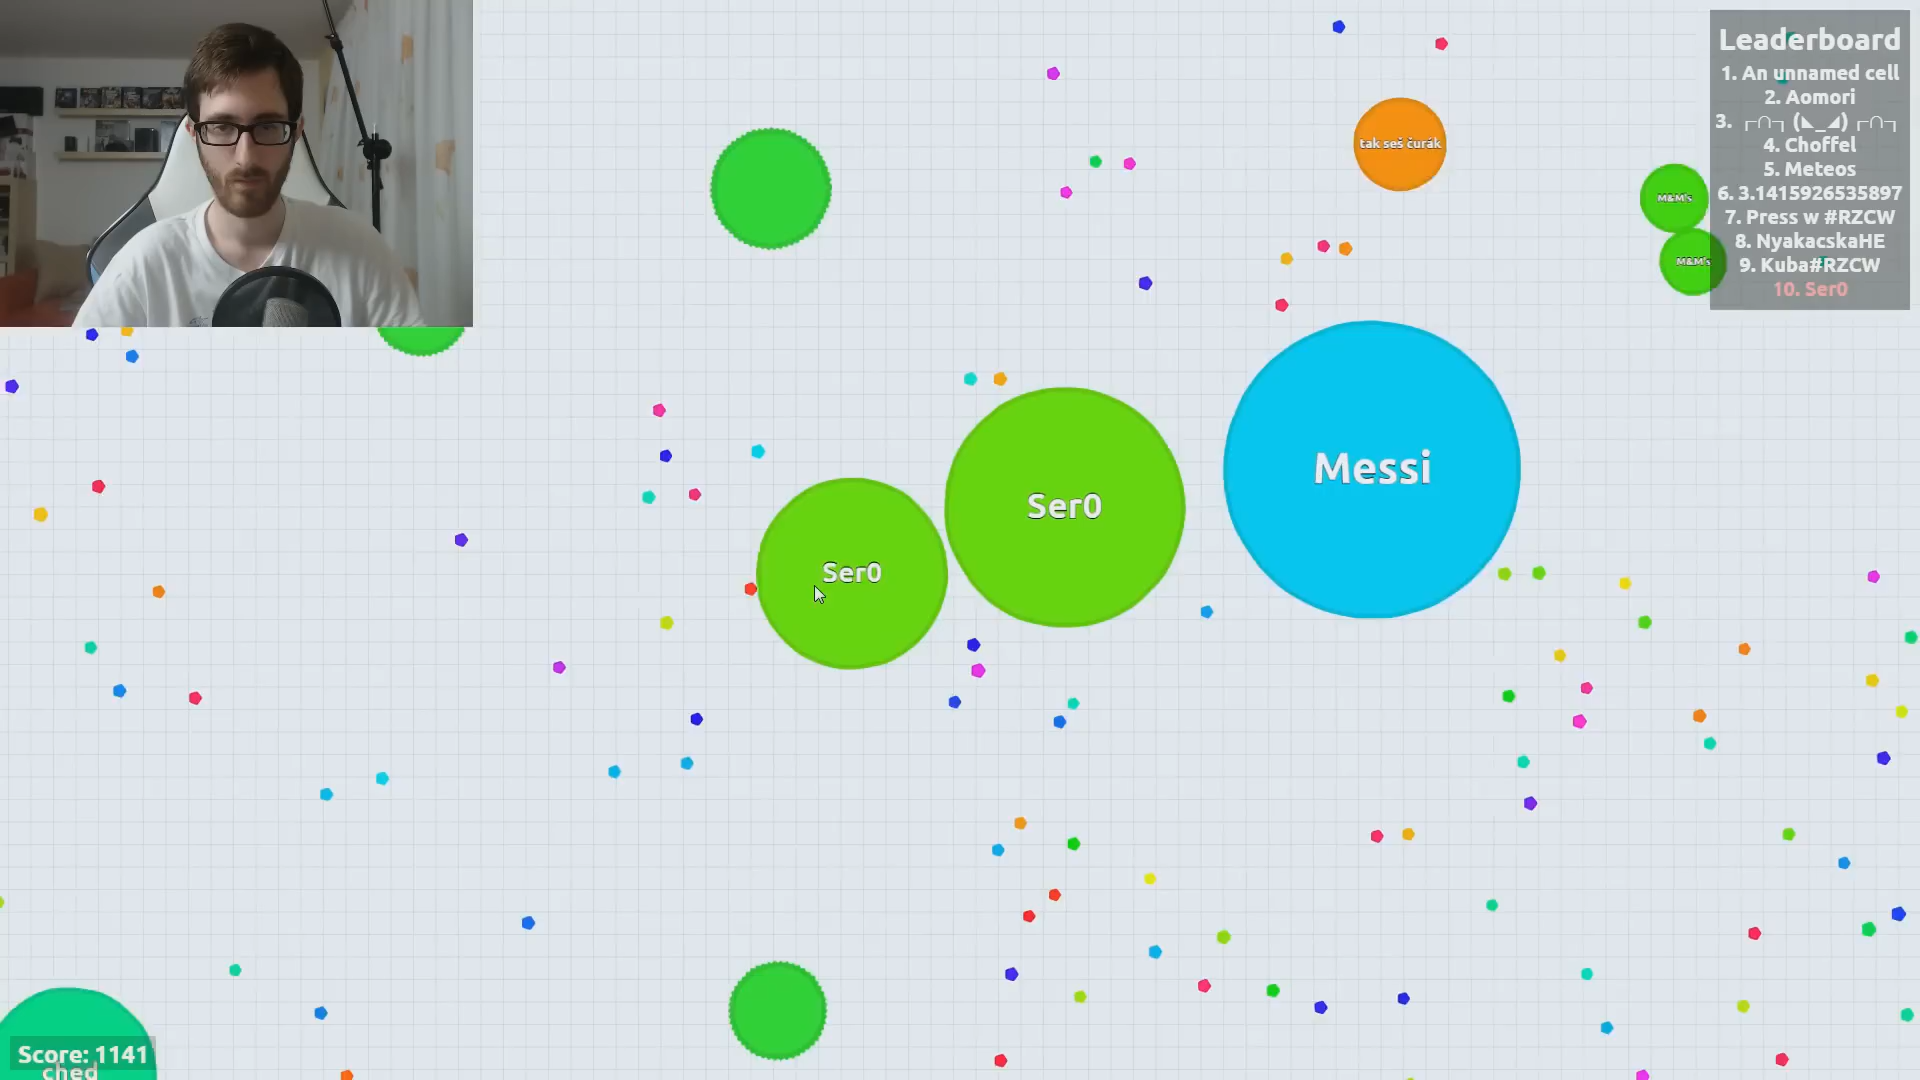 Leaderboard
1. An unnamed cell
2. Aomori
3. ┌∩┐(◣_◢)┌∩┐
4. Choffel
5. Meteos
6. 3.1415926535897
7. Press w #RZCW
8. NyakacskaHE
9. Kuba#RZCW
10. Ser0
tak seš čurák
M&M's
M&M's
Messi
Ser0
Ser0
Score: 1141
ched